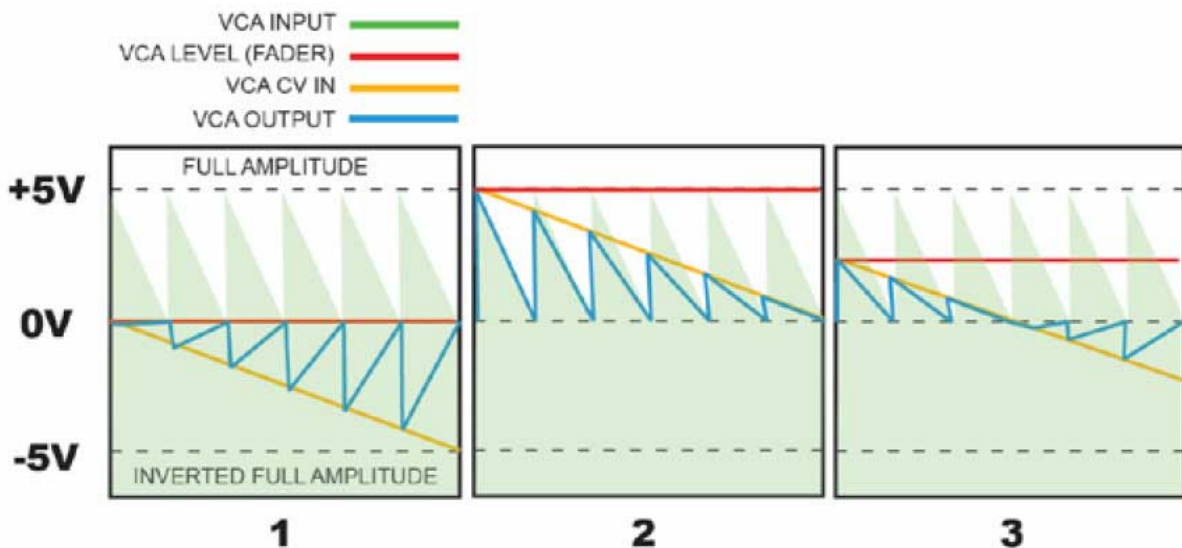 VCA INPUT
VCA LEVEL (FADER)
VCA CV IN
VCA OUTPUT
FULL AMPLITUDE
+5V
0V
-5V
INVERTED FULL AMPLITUDE
1 2 3